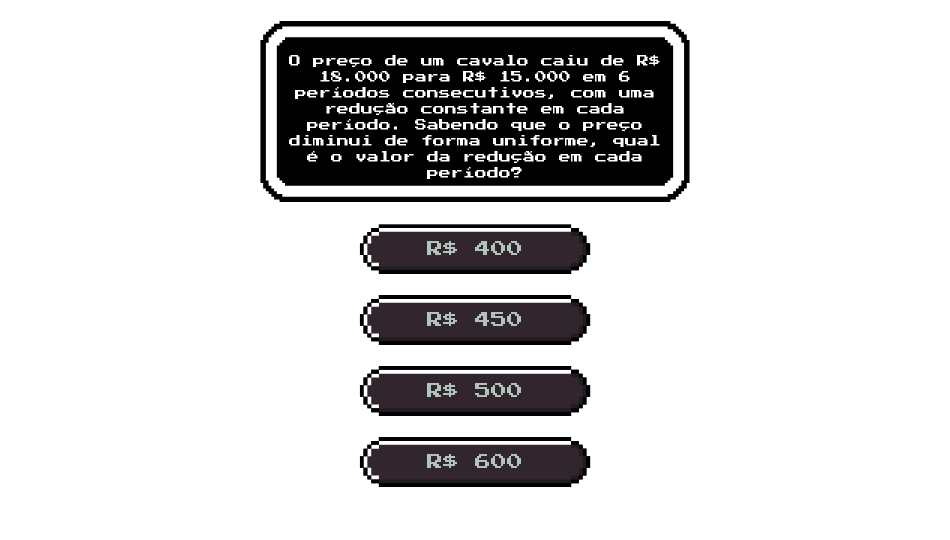 O preço de um cavalo caiu de R$
18.000 para R$ 15.000 em 6
períodos consecutivos, com uma
redução constante em cada
período. Sabendo que o preço
diminui de forma uniforme, qual
é o valor da redução em cada
período?
R$ 400
R$ 450
R$ 500
R$ 600